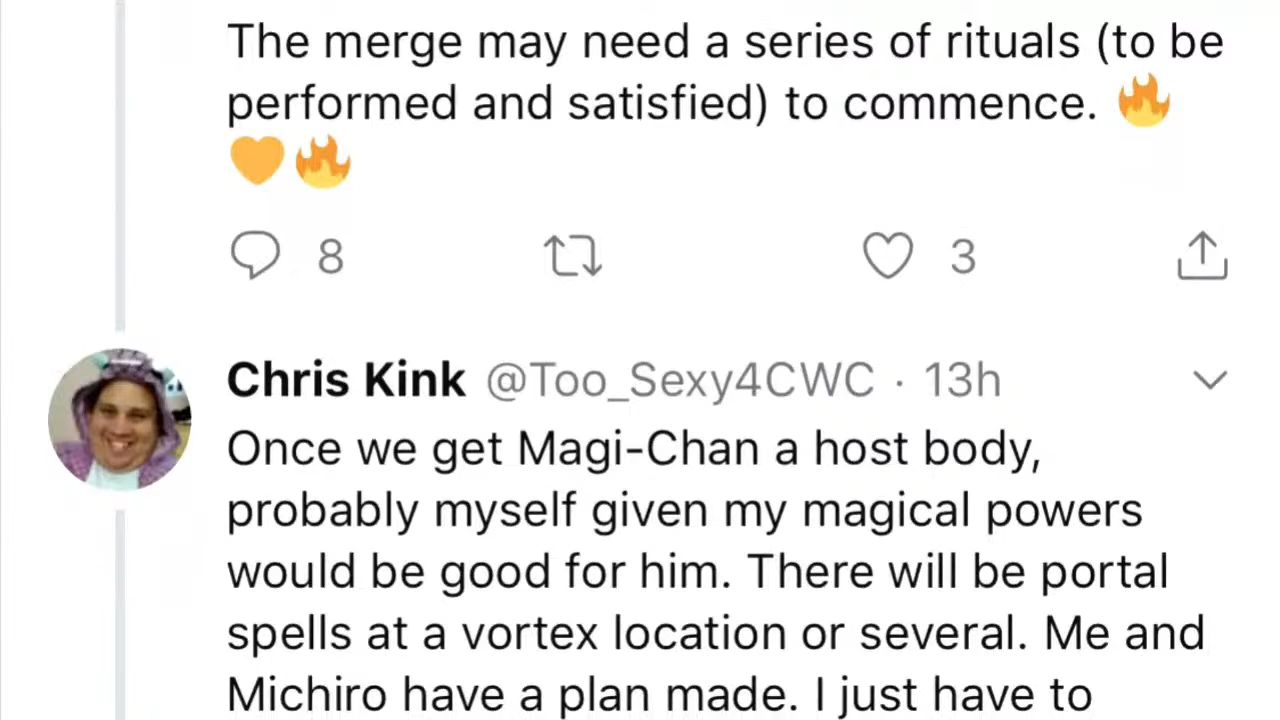 The merge may need a series of rituals (to be
performed and satisfied) to commence. 🔥
🧡🔥
8 3
Chris Kink @Too_Sexy4CWC · 13h
Once we get Magi-Chan a host body,
probably myself given my magical powers
would be good for him. There will be portal
spells at a vortex location or several. Me and
Michiro have a plan made. I just have to